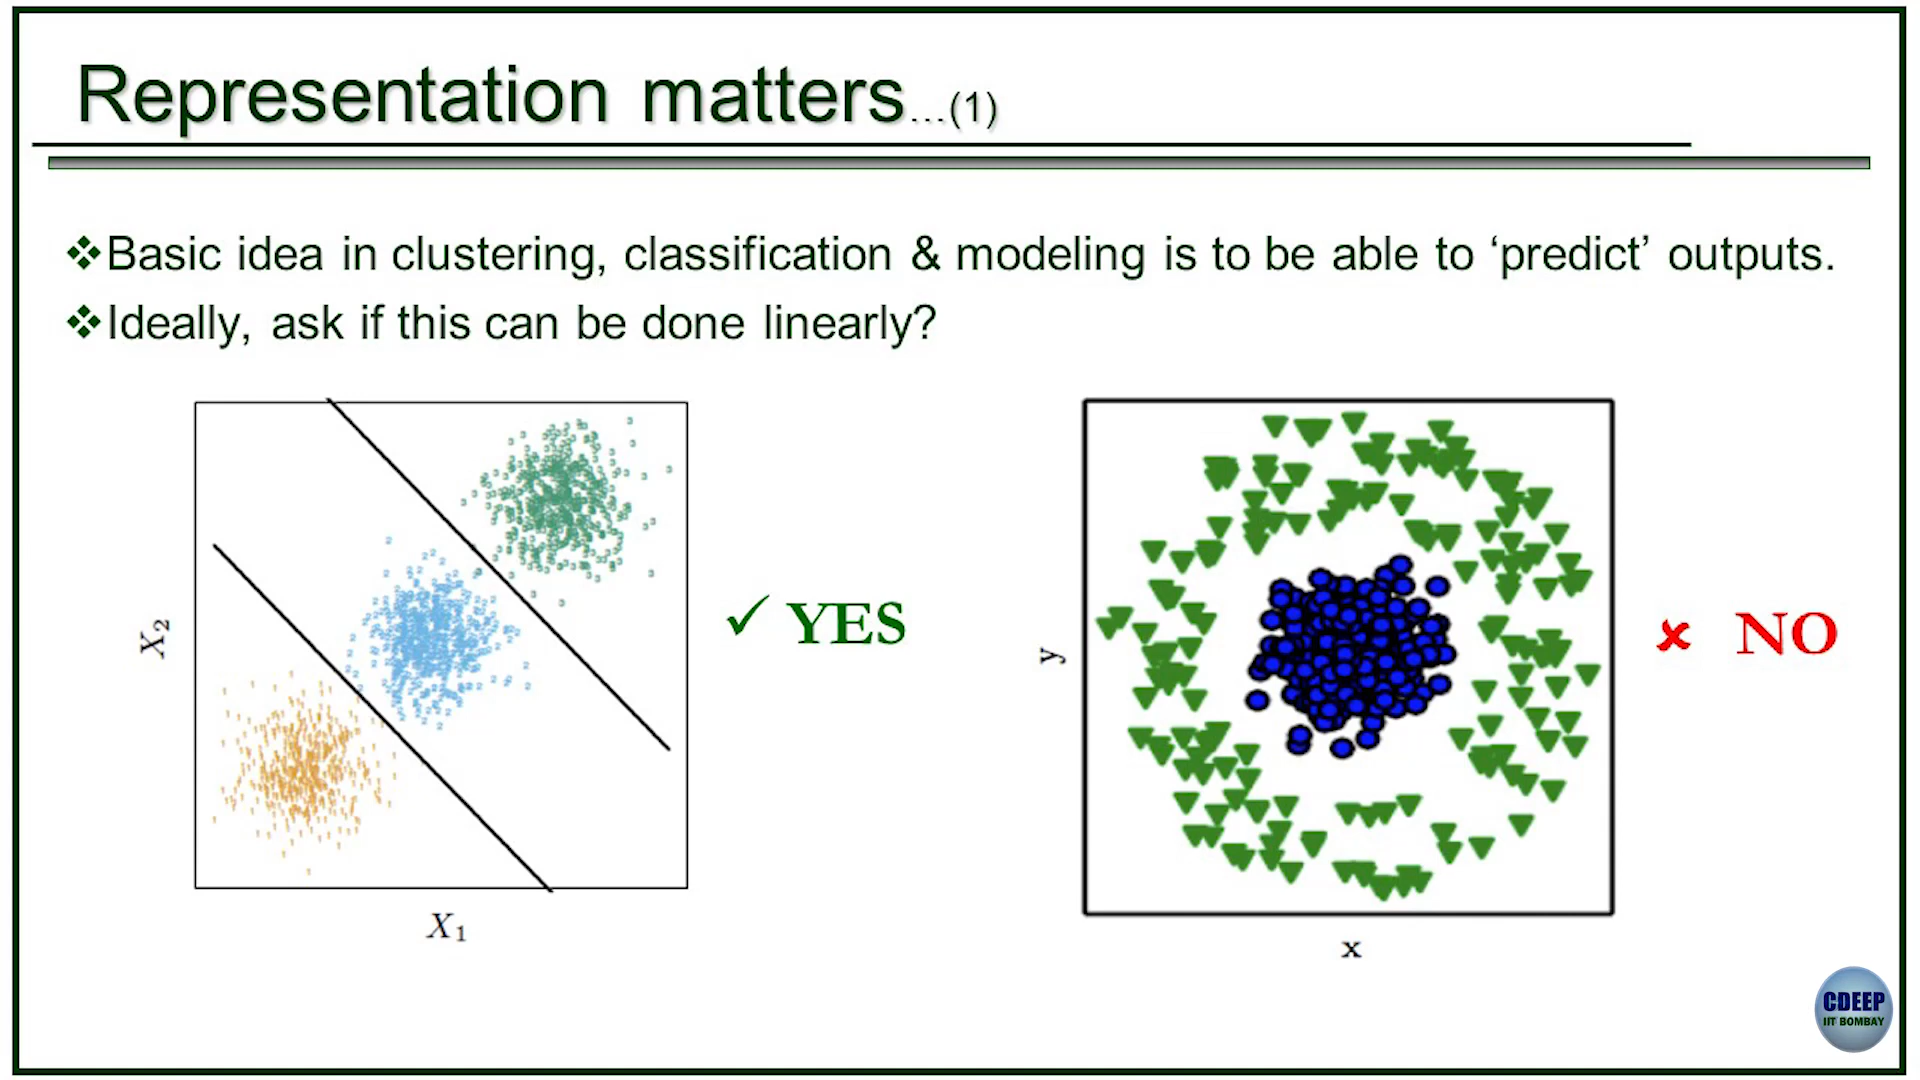 Representation matters...(1)
❖Basic idea in clustering, classification & modeling is to be able to ‘predict’ outputs.
❖Ideally, ask if this can be done linearly?
X₂
X₁
✓ YES
y
x
✘ NO
CDEEP
IIT BOMBAY